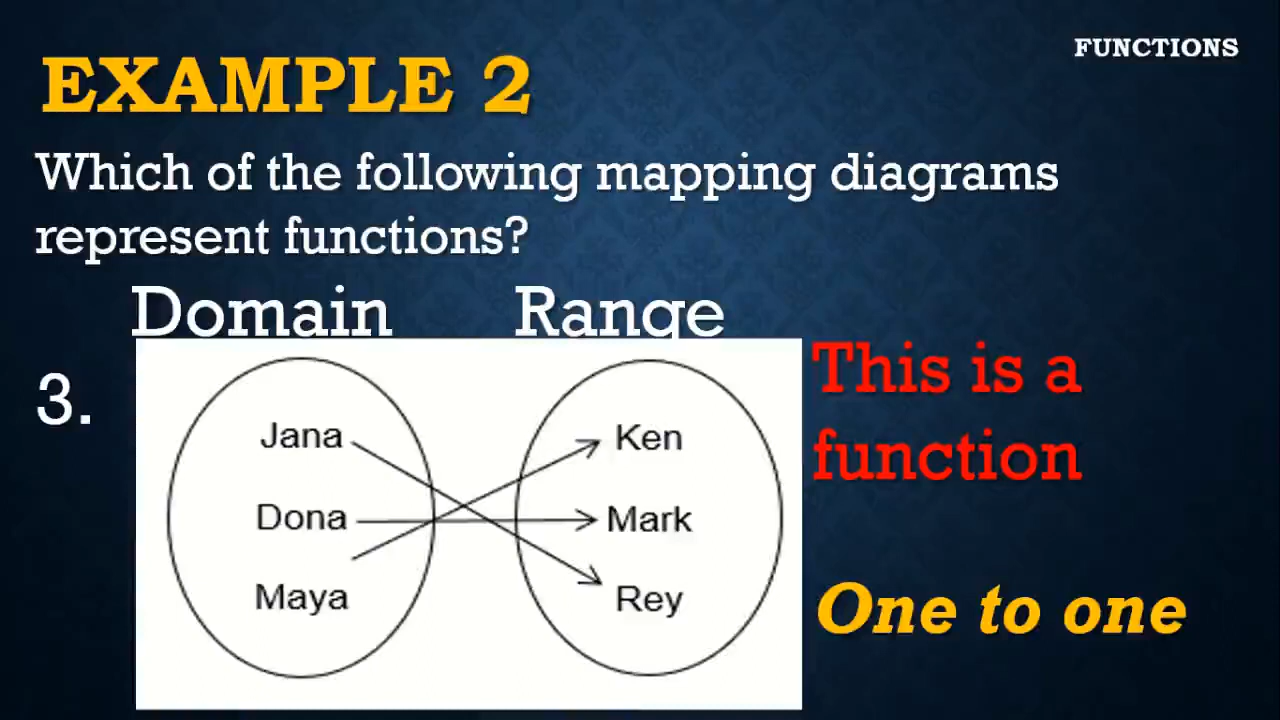 FUNCTIONS
EXAMPLE 2
Which of the following mapping diagrams
represent functions?
Domain Range
3.
Jana Ken
Dona Mark
Maya Rey
This is a
function
One to one